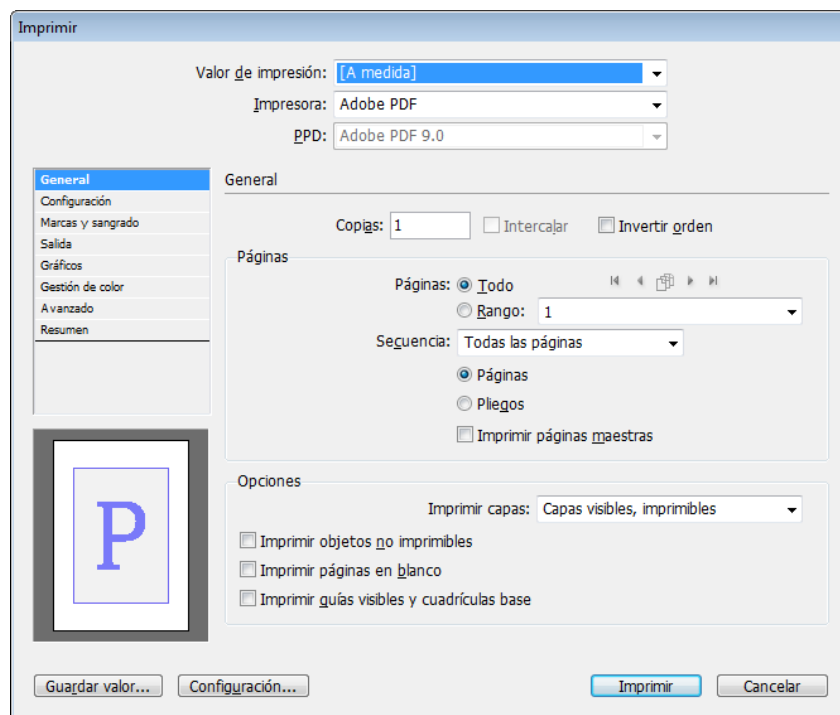 Imprimir
Valor de impresión: [A medida]
Impresora: Adobe PDF
PPD: Adobe PDF 9.0
General
Configuración
Marcas y sangrado
Salida
Gráficos
Gestión de color
Avanzado
Resumen
General
Copias: 1 Intercalar Invertir orden
Páginas
Páginas: Todo
Rango: 1
Secuencia: Todas las páginas
Páginas
Pliegos
Imprimir páginas maestras
Opciones
Imprimir capas: Capas visibles, imprimibles
Imprimir objetos no imprimibles
Imprimir páginas en blanco
Imprimir guías visibles y cuadrículas base
P
Guardar valor... Configuración... Imprimir Cancelar